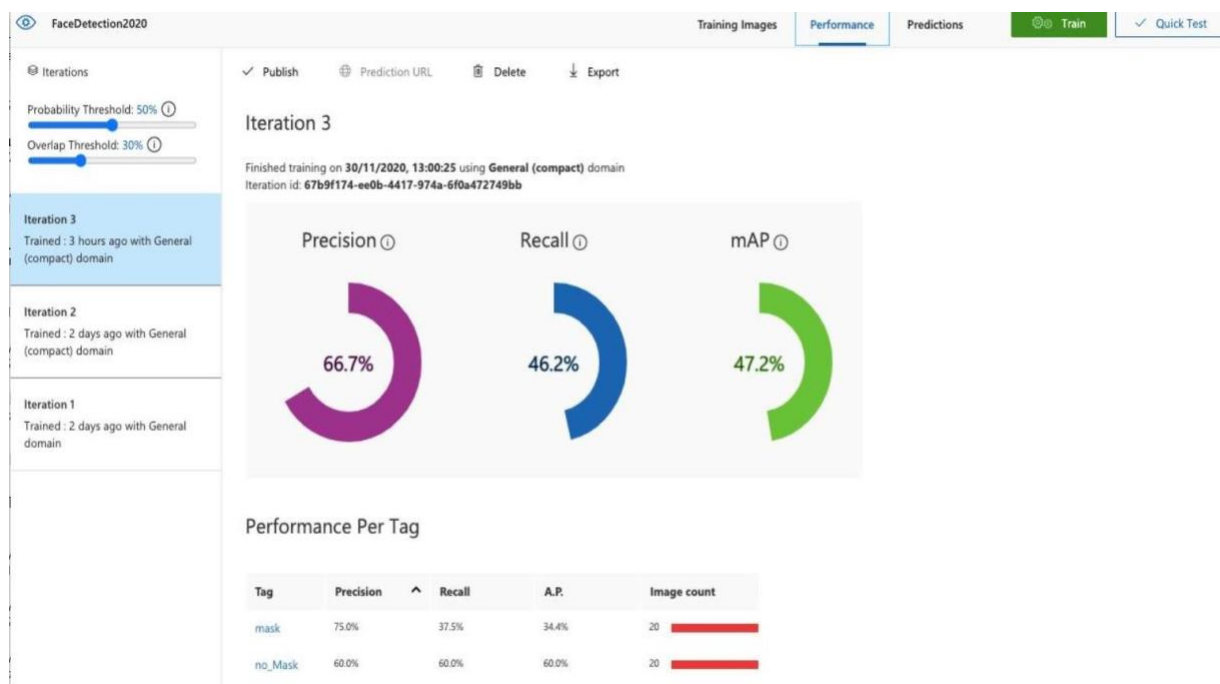 FaceDetection2020
Training Images
Performance
Predictions
Train
Quick Test
Iterations
Probability Threshold: 50%
Overlap Threshold: 30%
Iteration 3
Trained : 3 hours ago with General
(compact) domain
Iteration 2
Trained : 2 days ago with General
(compact) domain
Iteration 1
Trained : 2 days ago with General
domain
Publish
Prediction URL
Delete
Export
Iteration 3
Finished training on 30/11/2020, 13:00:25 using General (compact) domain
Iteration id: 67b9f174-ee0b-4417-974a-6f0a472749bb
Precision
Recall
mAP
66.7%
46.2%
47.2%
Performance Per Tag
Tag Precision Recall A.P. Image count
mask 75.0% 37.5% 34.4% 20
no_Mask 60.0% 60.0% 60.0% 20